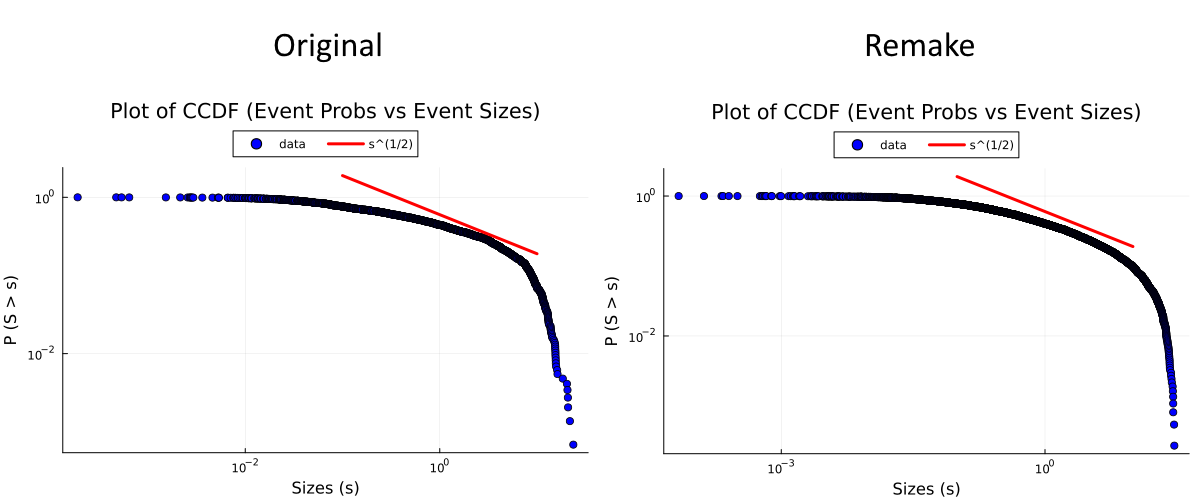 Original
Plot of CCDF (Event Probs vs Event Sizes)
data
s^(1/2)
P (S > s)
10^0
10^-2
10^-2
10^0
Sizes (s)
Remake
Plot of CCDF (Event Probs vs Event Sizes)
data
s^(1/2)
P (S > s)
10^0
10^-2
10^-3
10^0
Sizes (s)